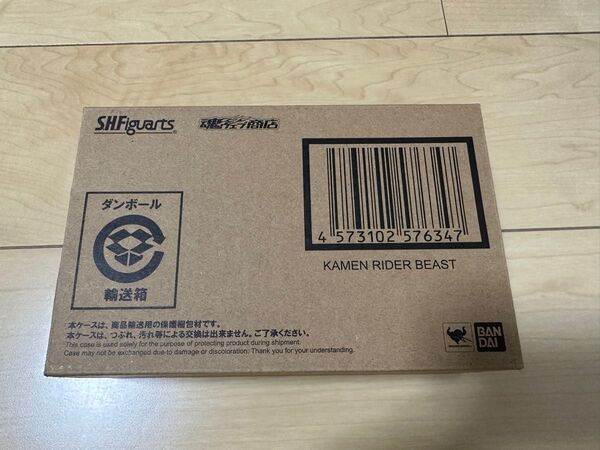 S.H.Figuarts
魂ウェブ商店
ダンボール
輸送箱
4 573102 576347
KAMEN RIDER BEAST
本ケースは、商品輸送用の保護梱包材です。
本ケースは、つぶれ、汚れ等による交換は出来ません。ご了承ください。
This case is used solely for the purpose of protecting product during shipment.
Case may not be exchanged due to damage or discoloration. Thank you for your understanding.
BAN
DAI